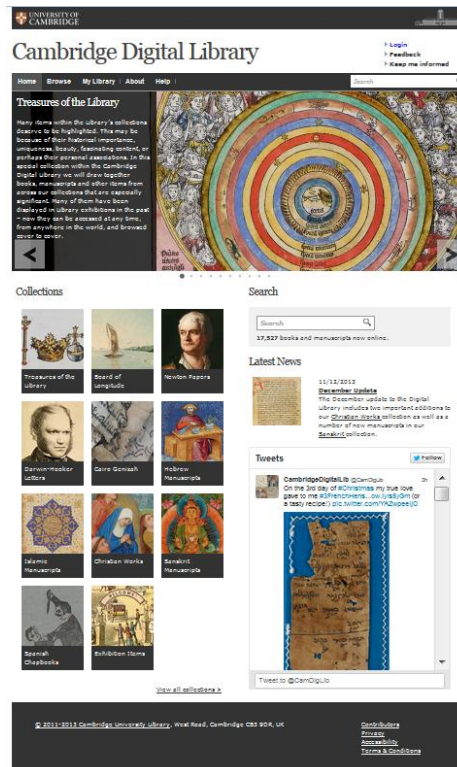 UNIVERSITY OF
CAMBRIDGE
Cambridge Digital Library
Login
Feedback
Keep me informed
Home Browse My Library About Help
Search
Treasures of the Library
Many items within the Library's collections
deserve to be highlighted. This may be
because of their historical importance,
uniqueness, beauty, fascinating content, or
perhaps their personal associations. In this
special collection within the Cambridge
Digital Library we will draw together
books, manuscripts and other items from
across our collections that are especially
significant. Many of them have been
displayed in Library exhibitions in the past
- now they can be accessed at any time,
from anywhere in the world, and browsed
cover to cover.
Collections
Treasures of the
Library
Board of
Longitude
Newton Papers
Darwin-Hooker
Letters
Cairo Genizah
Hebrew
Manuscripts
Islamic
Manuscripts
Christian Works
Sanskrit
Manuscripts
Spanish
Chapbooks
Exhibition Items
View all collections >
Search
Search
17,527 books and manuscripts now online.
Latest News
11/12/2013
December Update
The December update to the Digital
Library includes two important additions to
our Christian Works collection as well as a
number of new manuscripts in our
Sanskrit collection.
Tweets
Follow
CambridgeDigitalLib @CamDigLib 3h
On the 3rd day of #Christmas my true love
gave to me #3FrenchHens... (or
a tasty recipe!)
Tweet to @CamDigLib
© 2011-2013 Cambridge University Library, West Road, Cambridge CB3 9DR, UK
Contributors
Privacy
Accessibility
Terms & Conditions